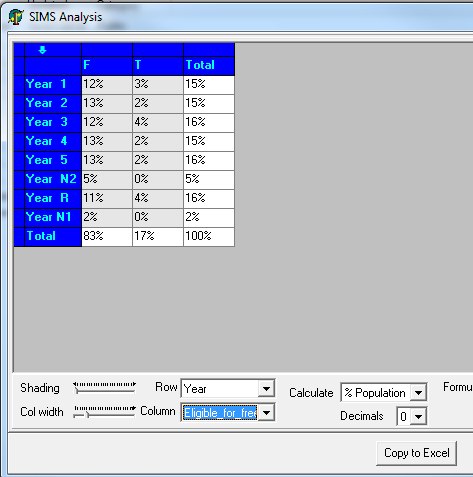 SIMS Analysis
F T Total
Year 1 12% 3% 15%
Year 2 13% 2% 15%
Year 3 12% 4% 16%
Year 4 13% 2% 15%
Year 5 13% 2% 16%
Year N2 5% 0% 5%
Year R 11% 4% 16%
Year N1 2% 0% 2%
Total 83% 17% 100%
Shading Row Year Calculate % Population Formu
Col width Column Eligible_for_free Decimals 0
Copy to Excel